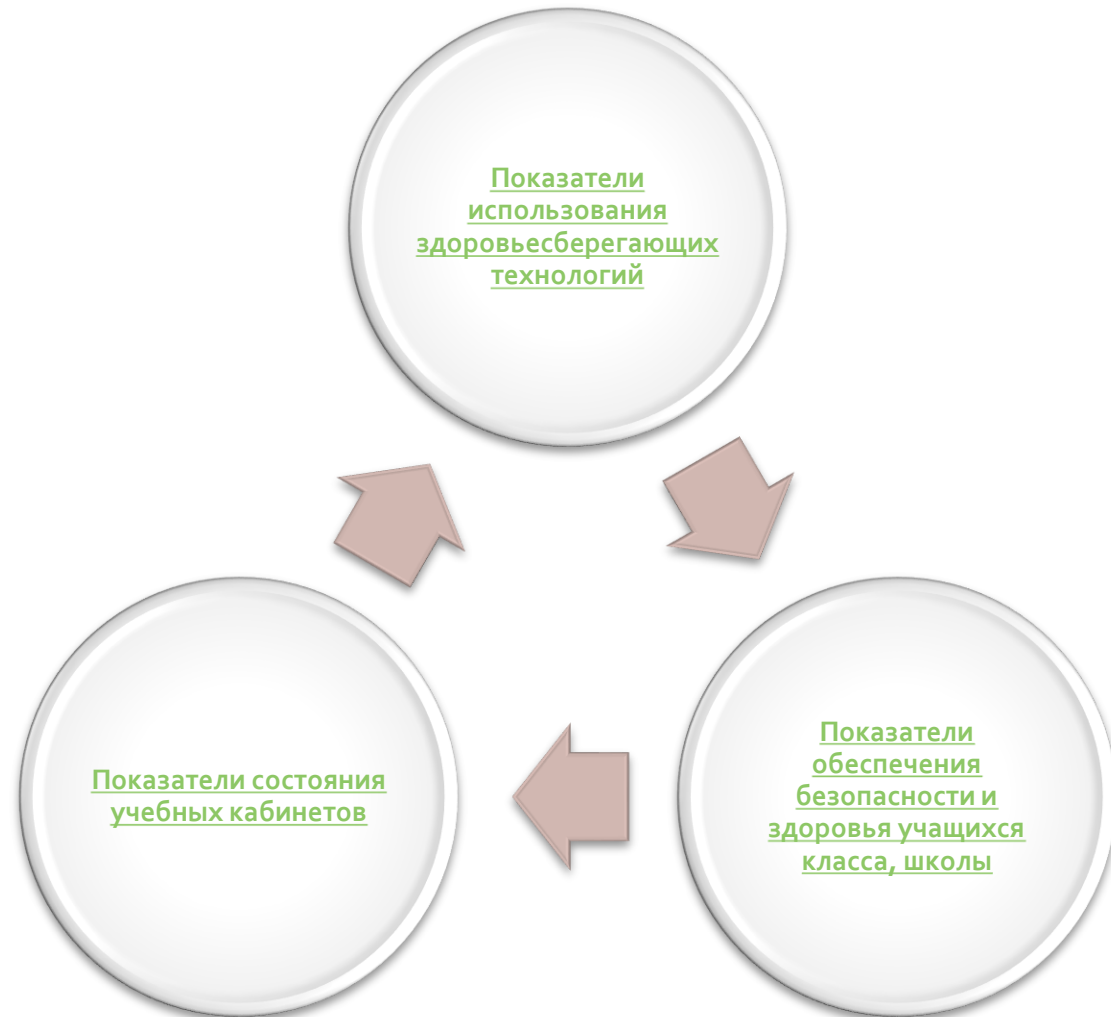 Показатели
использования
здоровьесберегающих
технологий
Показатели
обеспечения
безопасности и
здоровья учащихся
класса, школы
Показатели состояния
учебных кабинетов